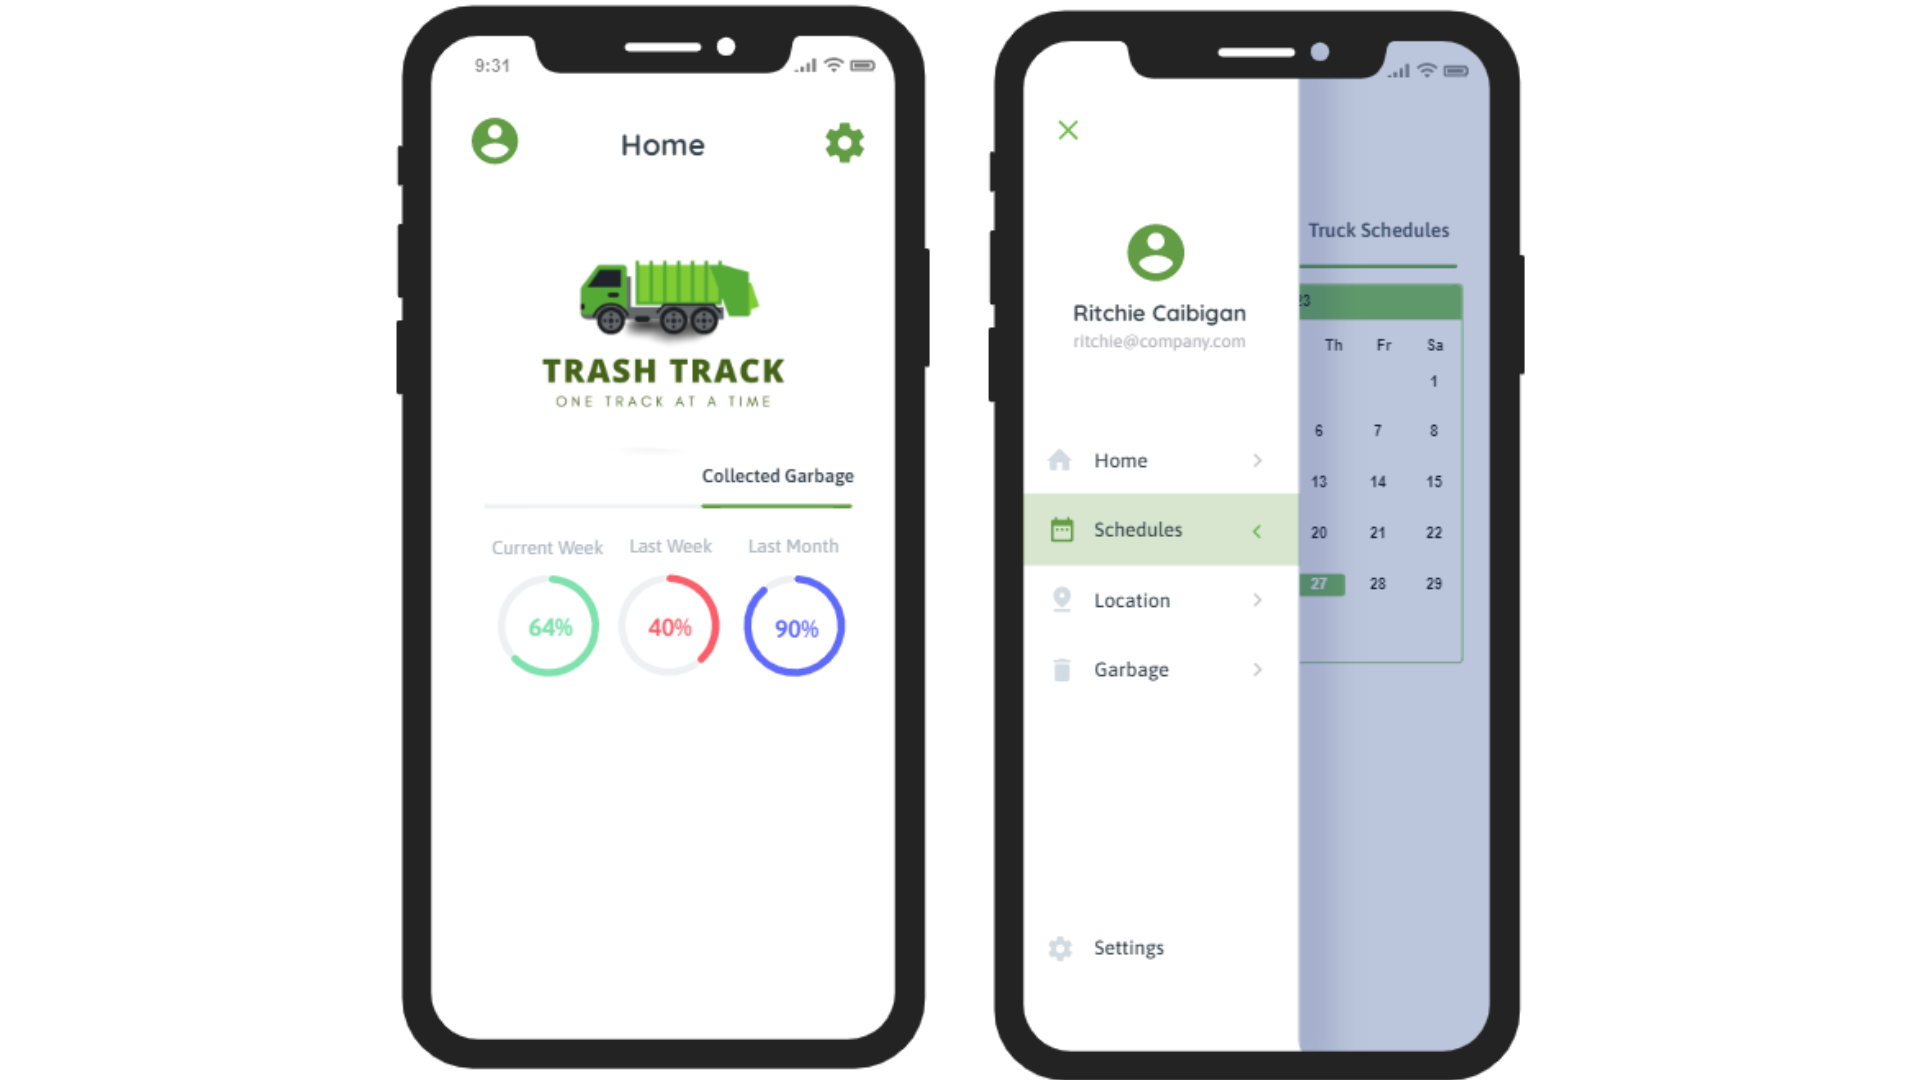 9:31
Home
TRASH TRACK
ONE TRACK AT A TIME
Collected Garbage
Current Week Last Week Last Month
64% 40% 90%
Ritchie Caibigan
ritchie@company.com
Home
Schedules
Location
Garbage
Settings
Truck Schedules
23
Th Fr Sa
1
6 7 8
13 14 15
20 21 22
27 28 29